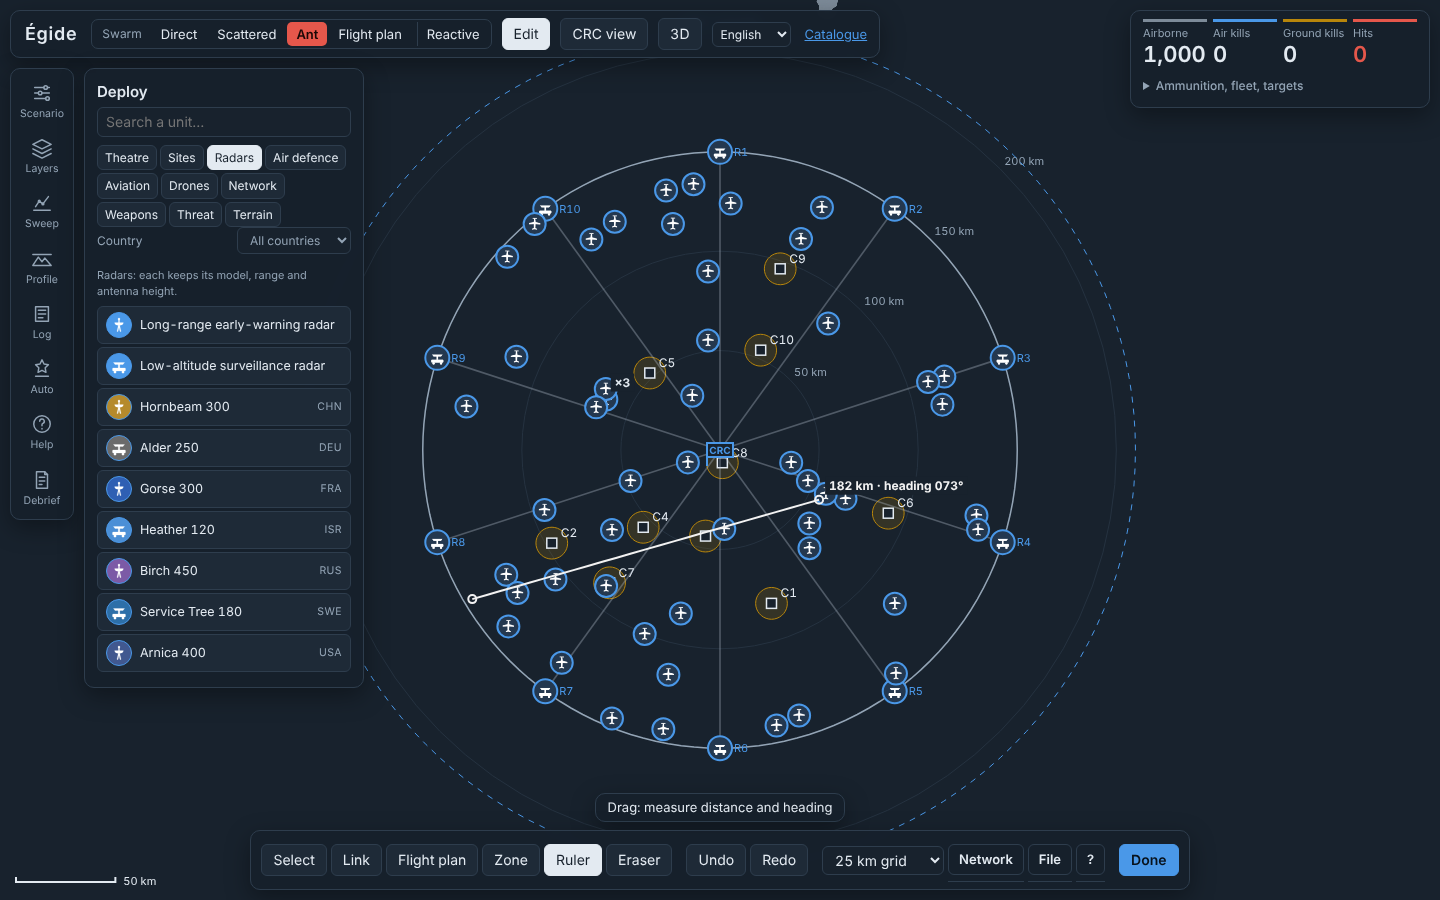 Égide
Swarm Direct Scattered Ant Flight plan Reactive
Edit CRC view 3D English Catalogue
Airborne Air kills Ground kills Hits
1,000 0 0 0
Ammunition, fleet, targets
Scenario
Layers
Sweep
Profile
Log
Auto
Help
Debrief
Deploy
Search a unit...
Theatre Sites Radars Air defence
Aviation Drones Network
Weapons Threat Terrain
Country All countries
Radars: each keeps its model, range and
antenna height.
Long-range early-warning radar
Low-altitude surveillance radar
Hornbeam 300 CHN
Alder 250 DEU
Gorse 300 FRA
Heather 120 ISR
Birch 450 RUS
Service Tree 180 SWE
Arnica 400 USA
R1
200 km
R10
R2
150 km
C9
100 km
C10
R9
R3
C5
50 km
×3
CRC
C8
182 km · heading 073°
C6
C4
C2
R8
R4
C7
C1
R7
R5
R0
Drag: measure distance and heading
Select Link Flight plan Zone Ruler Eraser Undo Redo 25 km grid Network File ? Done
50 km